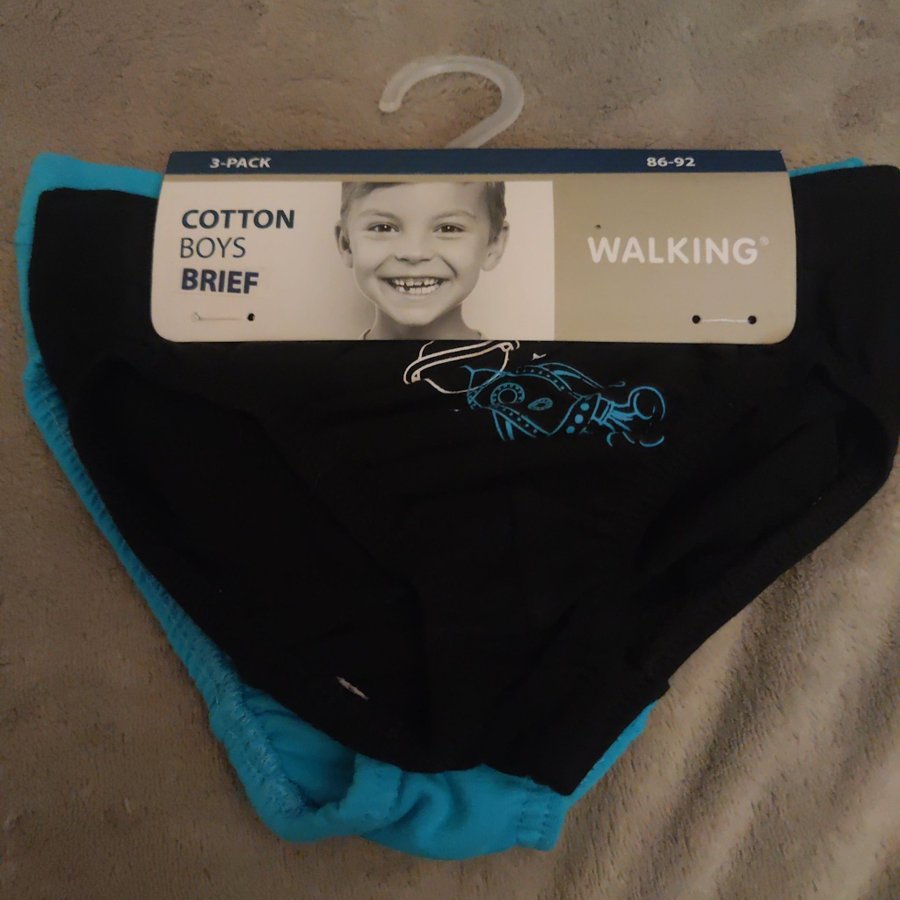 3-PACK
86-92
COTTON
BOYS
BRIEF
WALKING®